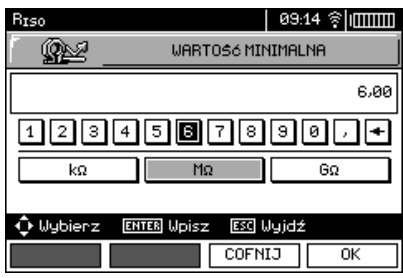 RISO 09:14
WARTOŚĆ MINIMALNA
6,00
1 2 3 4 5 6 7 8 9 0 , ←
kΩ MΩ GΩ
Wybierz ENTER Wpisz ESC Wyjdź
COFNIJ OK